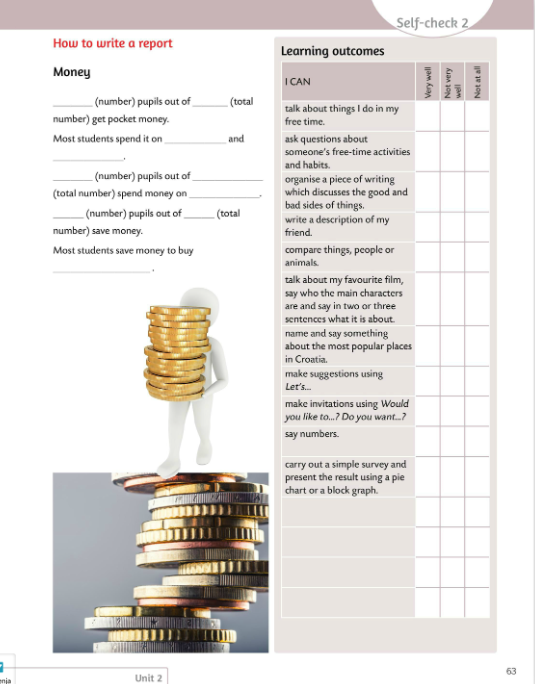 Self-check 2
How to write a report
Money
________ (number) pupils out of _______ (total
number) get pocket money.
Most students spend it on ____________ and
______________.
________ (number) pupils out of ______________
(total number) spend money on ______________.
______ (number) pupils out of ______ (total
number) save money.
Most students save money to buy
___________________ .
Learning outcomes
I CAN
Very well
Not very
well
Not at all
talk about things I do in my
free time.
ask questions about
someone's free-time activities
and habits.
organise a piece of writing
which discusses the good and
bad sides of things.
write a description of my
friend.
compare things, people or
animals.
talk about my favourite film,
say who the main characters
are and say in two or three
sentences what it is about.
name and say something
about the most popular places
in Croatia.
make suggestions using
Let's...
make invitations using Would
you like to...? Do you want...?
say numbers.
carry out a simple survey and
present the result using a pie
chart or a block graph.
63
Unit 2